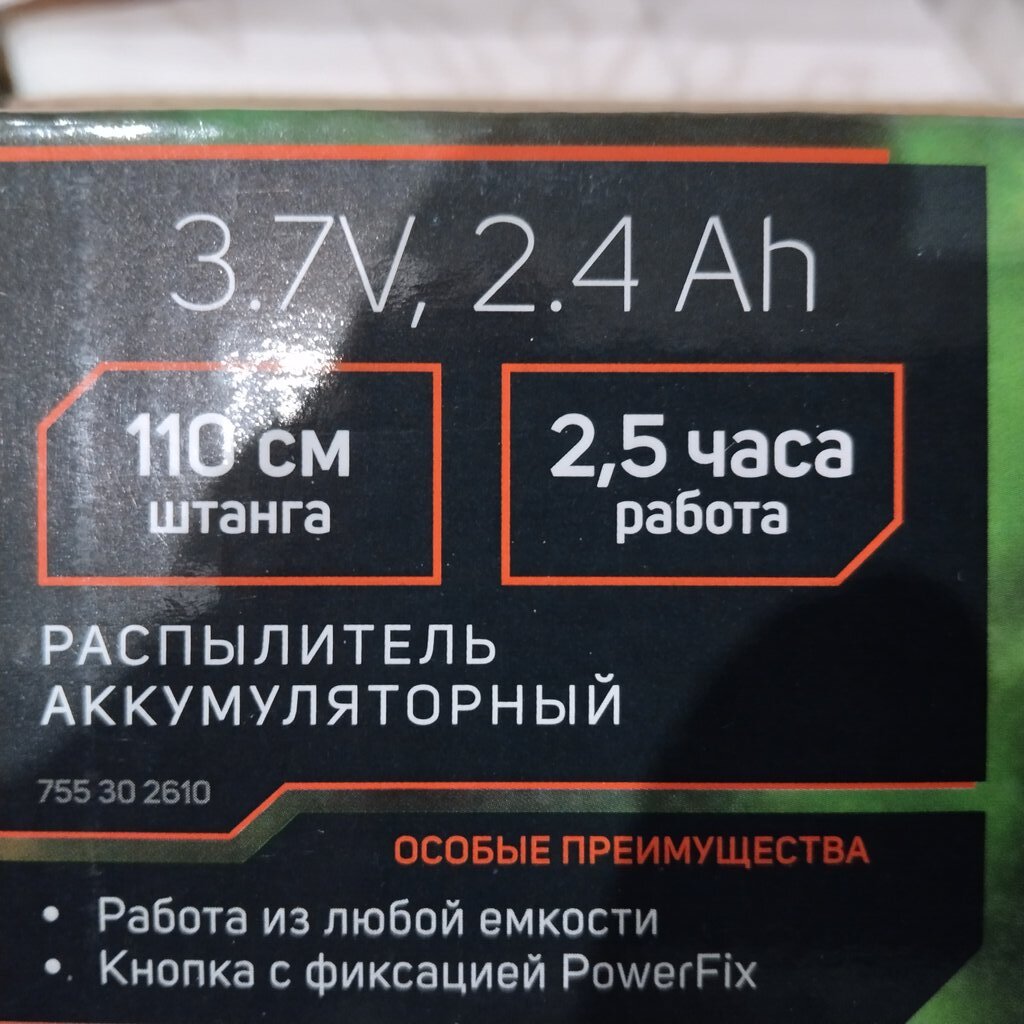 3.7V, 2.4 Ah
110 см
штанга
2,5 часа
работа
РАСПЫЛИТЕЛЬ
АККУМУЛЯТОРНЫЙ
755 30 2610
ОСОБЫЕ ПРЕИМУЩЕСТВА
• Работа из любой емкости
• Кнопка с фиксацией PowerFix